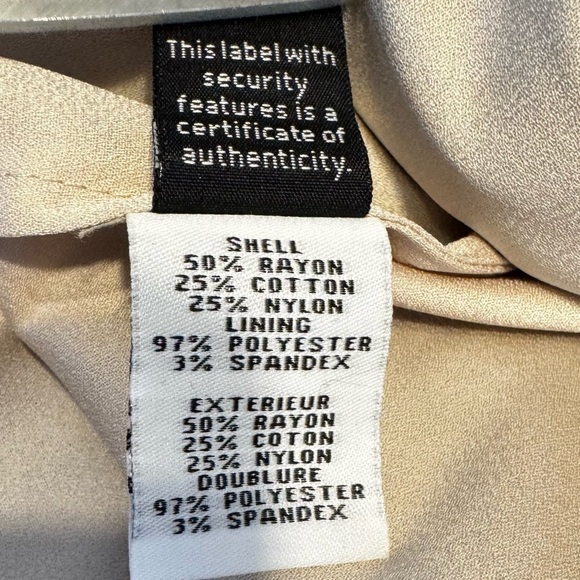 This label with
security
features is a
certificate of
authenticity.
SHELL
50% RAYON
25% COTTON
25% NYLON
LINING
97% POLYESTER
3% SPANDEX
EXTERIEUR
50% RAYON
25% COTON
25% NYLON
DOUBLURE
97% POLYESTER
3% SPANDEX